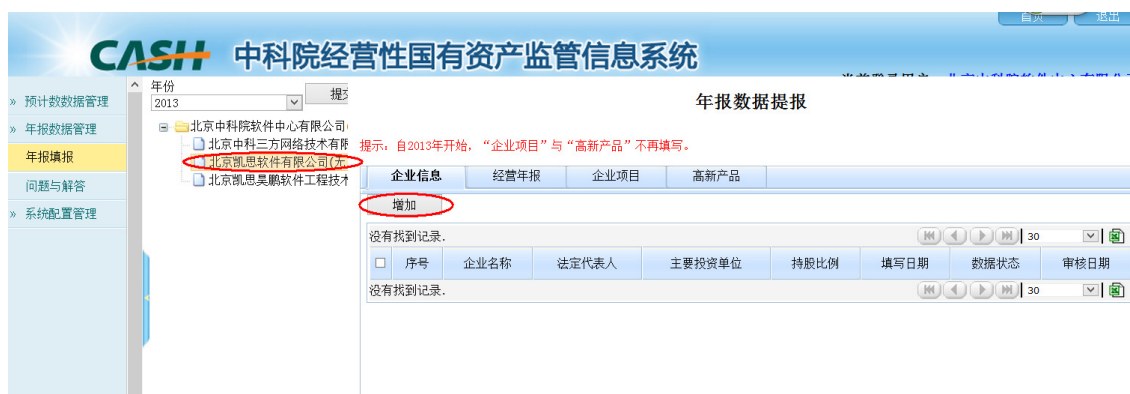 首页 退出
CASH 中科院经营性国有资产监管信息系统
» 预计数数据管理
» 年报数据管理
年报填报
问题与解答
» 系统配置管理
年份
2013
提交
北京中科院软件中心有限公司(
北京中科三方网络技术有限
北京凯思软件有限公司(无
北京凯思昊鹏软件工程技术
年报数据提报
提示：自2013年开始，“企业项目”与“高新产品”不再填写。
企业信息 经营年报 企业项目 高新产品
增加
没有找到记录. 30
序号 企业名称 法定代表人 主要投资单位 持股比例 填写日期 数据状态 审核日期
没有找到记录. 30